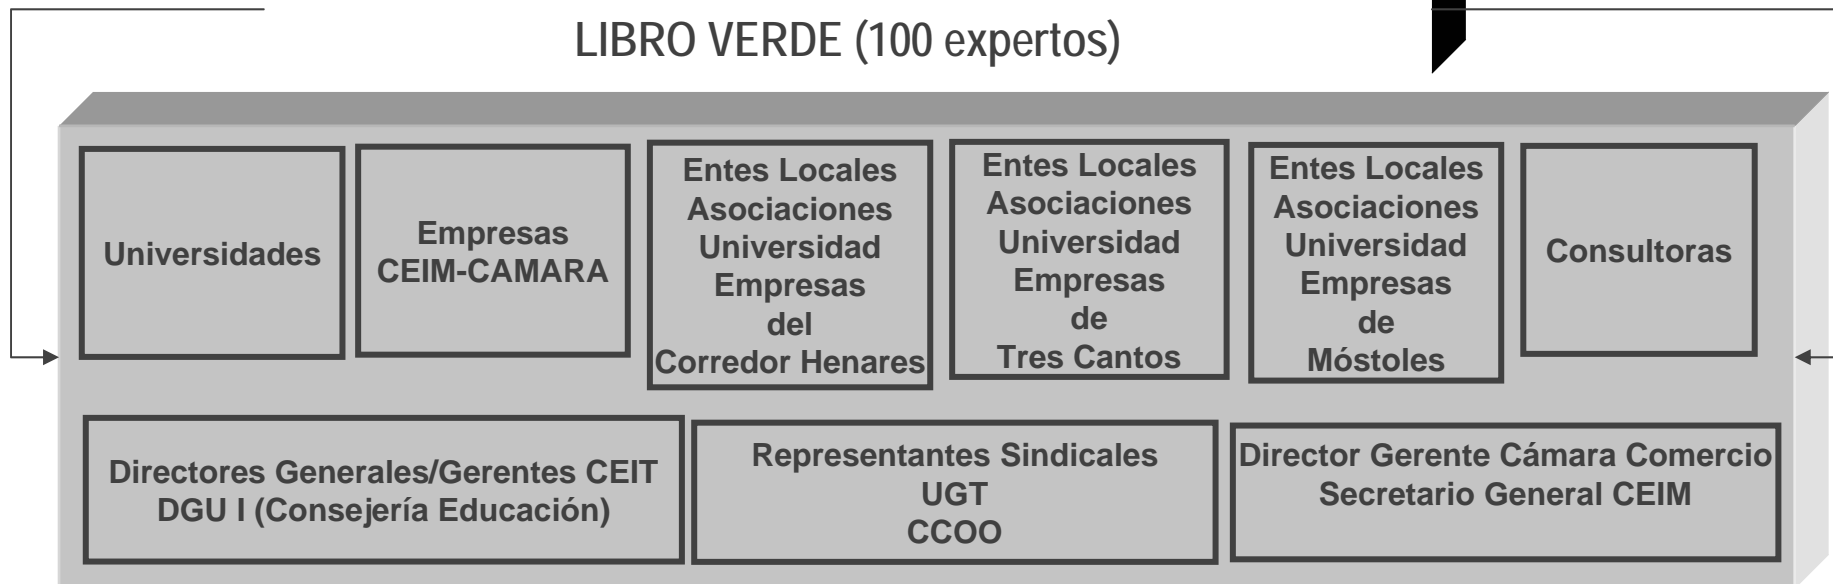 LIBRO VERDE (100 expertos)
Universidades
Empresas
CEIM-CAMARA
Entes Locales
Asociaciones
Universidad
Empresas
del
Corredor Henares
Entes Locales
Asociaciones
Universidad
Empresas
de
Tres Cantos
Entes Locales
Asociaciones
Universidad
Empresas
de
Móstoles
Consultoras
Directores Generales/Gerentes CEIT
DGU I (Consejería Educación)
Representantes Sindicales
UGT
CCOO
Director Gerente Cámara Comercio
Secretario General CEIM